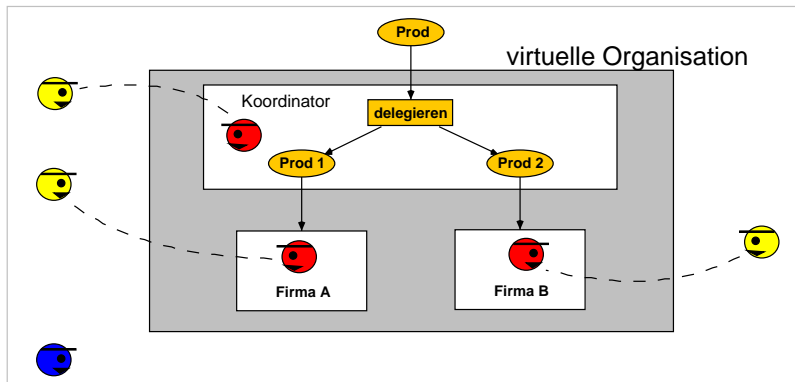 Prod
virtuelle Organisation
Koordinator
delegieren
Prod 1
Prod 2
Firma A
Firma B